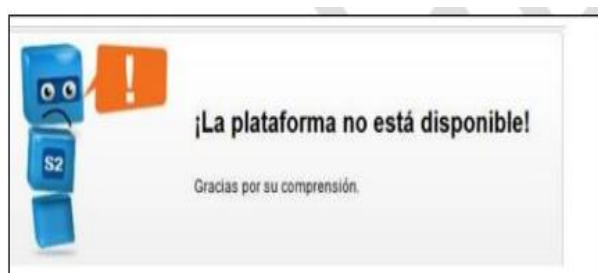 !
¡La plataforma no está disponible!
S2
Gracias por su comprensión.